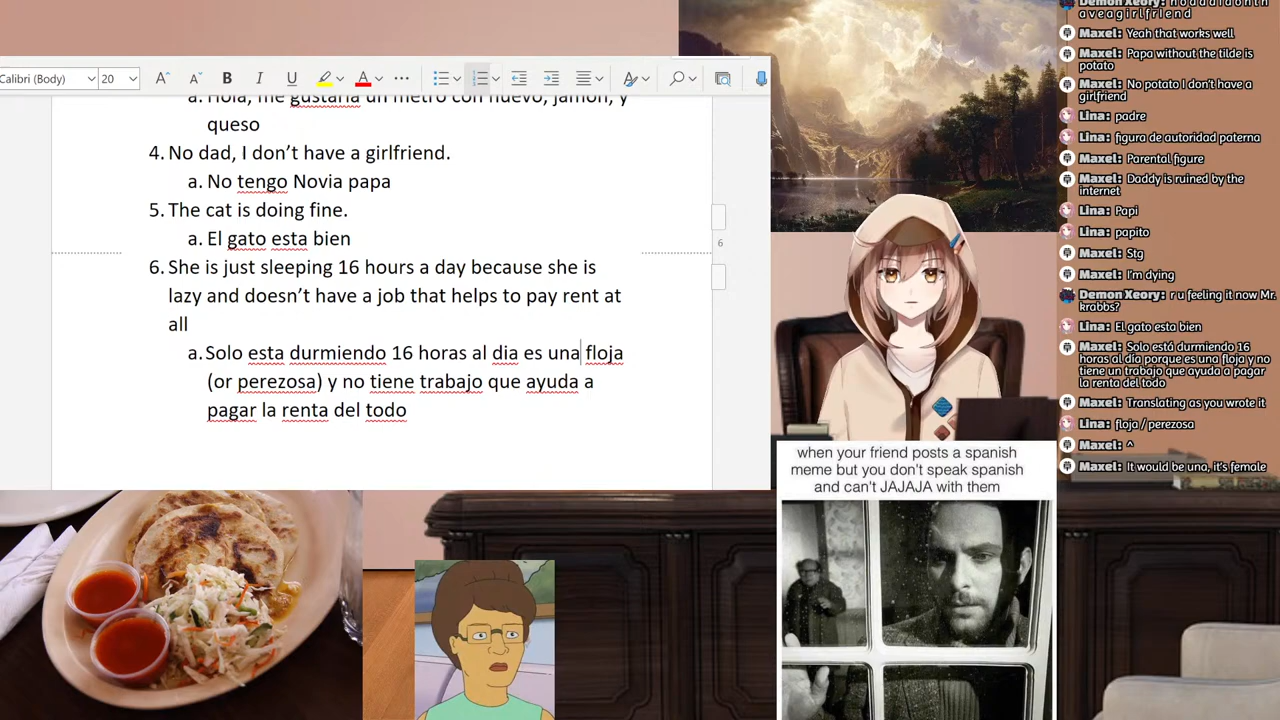 Calibri (Body)
20
B
I
U
A
a. Hola, me gustaria un metro con huevo, jamon, y
queso
4. No dad, I don’t have a girlfriend.
a. No tengo Novia papa
5. The cat is doing fine.
a. El gato esta bien
6
6. She is just sleeping 16 hours a day because she is
lazy and doesn’t have a job that helps to pay rent at
all
a. Solo esta durmiendo 16 horas al dia es una floja
(or perezosa) y no tiene trabajo que ayuda a
pagar la renta del todo
Demon Xeory: n o d a d I d o n t h
a v e a g i r l f r i e n d
Maxel: Yeah that works well
Maxel: Papa without the tilde is
potato
Maxel: No potato I don't have a
girlfriend
Lina: padre
Lina: figura de autoridad paterna
Maxel: Parental figure
Maxel: Daddy is ruined by the
internet
Lina: Papi
Lina: papito
Maxel: Stg
Maxel: I'm dying
Demon Xeory: r u feeling it now Mr.
krabbs?
Lina: El gato esta bien
Maxel: Solo está durmiendo 16
horas al día porque es una floja y no
tiene un trabajo que ayuda a pagar
la renta del todo
Maxel: Translating as you wrote it
Lina: floja / perezosa
Maxel: ^
Maxel: It would be una, it's female
when your friend posts a spanish
meme but you don't speak spanish
and can't JAJAJA with them